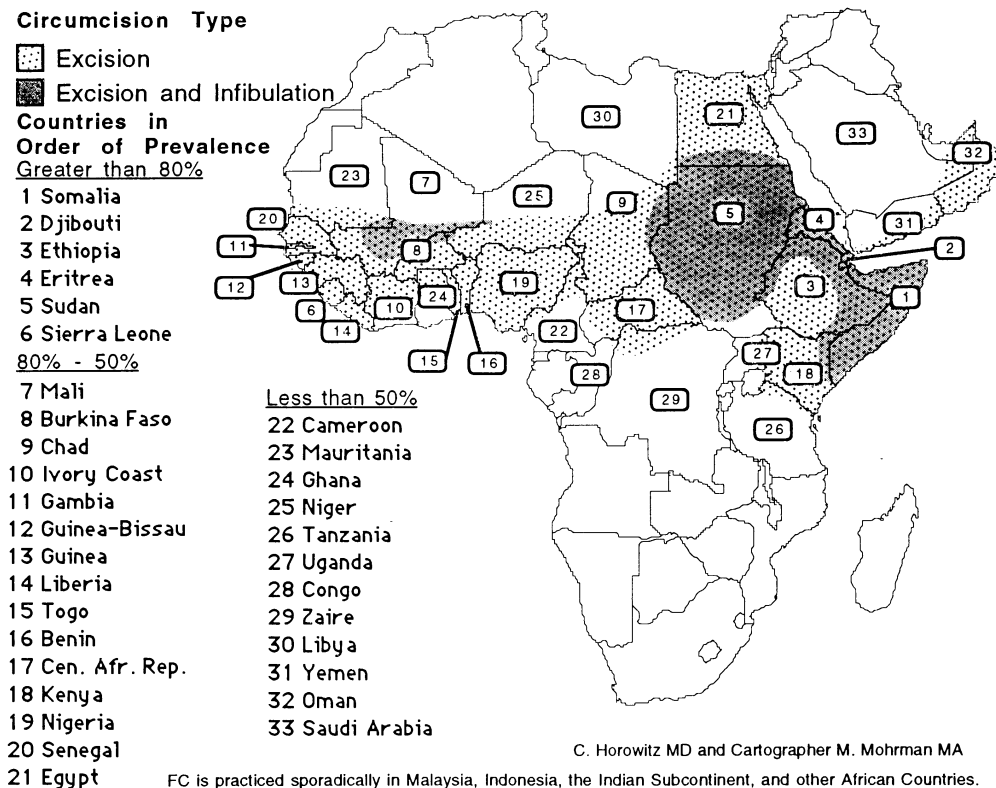 Circumcision Type
Excision
Excision and Infibulation
Countries in
Order of Prevalence
Greater than 80%
1 Somalia
2 Djibouti
3 Ethiopia
4 Eritrea
5 Sudan
6 Sierra Leone
80% - 50%
7 Mali
8 Burkina Faso
9 Chad
10 Ivory Coast
11 Gambia
12 Guinea-Bissau
13 Guinea
14 Liberia
15 Togo
16 Benin
17 Cen. Afr. Rep.
18 Kenya
19 Nigeria
20 Senegal
21 Egypt
Less than 50%
22 Cameroon
23 Mauritania
24 Ghana
25 Niger
26 Tanzania
27 Uganda
28 Congo
29 Zaire
30 Libya
31 Yemen
32 Oman
33 Saudi Arabia
30
21
33
32
23
7
25
9
5
4
31
20
11
8
2
12
13
10
24
19
3
1
6
14
17
22
15
16
28
27
18
29
26
C. Horowitz MD and Cartographer M. Mohrman MA
FC is practiced sporadically in Malaysia, Indonesia, the Indian Subcontinent, and other African Countries.